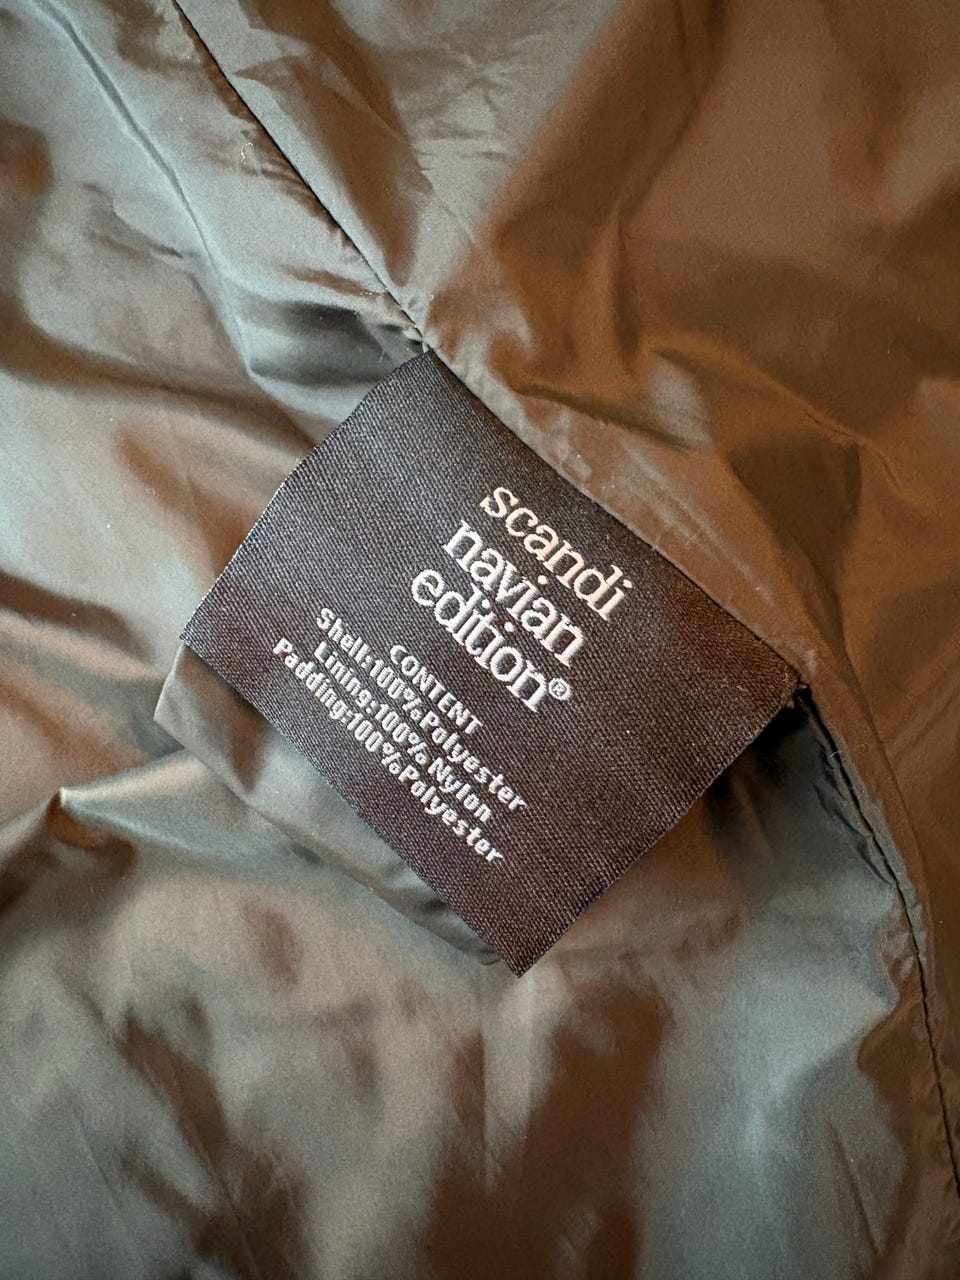 scandi
navian
edition®
CONTENT
Shell:100%Polyester
Lining:100% Nylon
Padding:100%Polyester